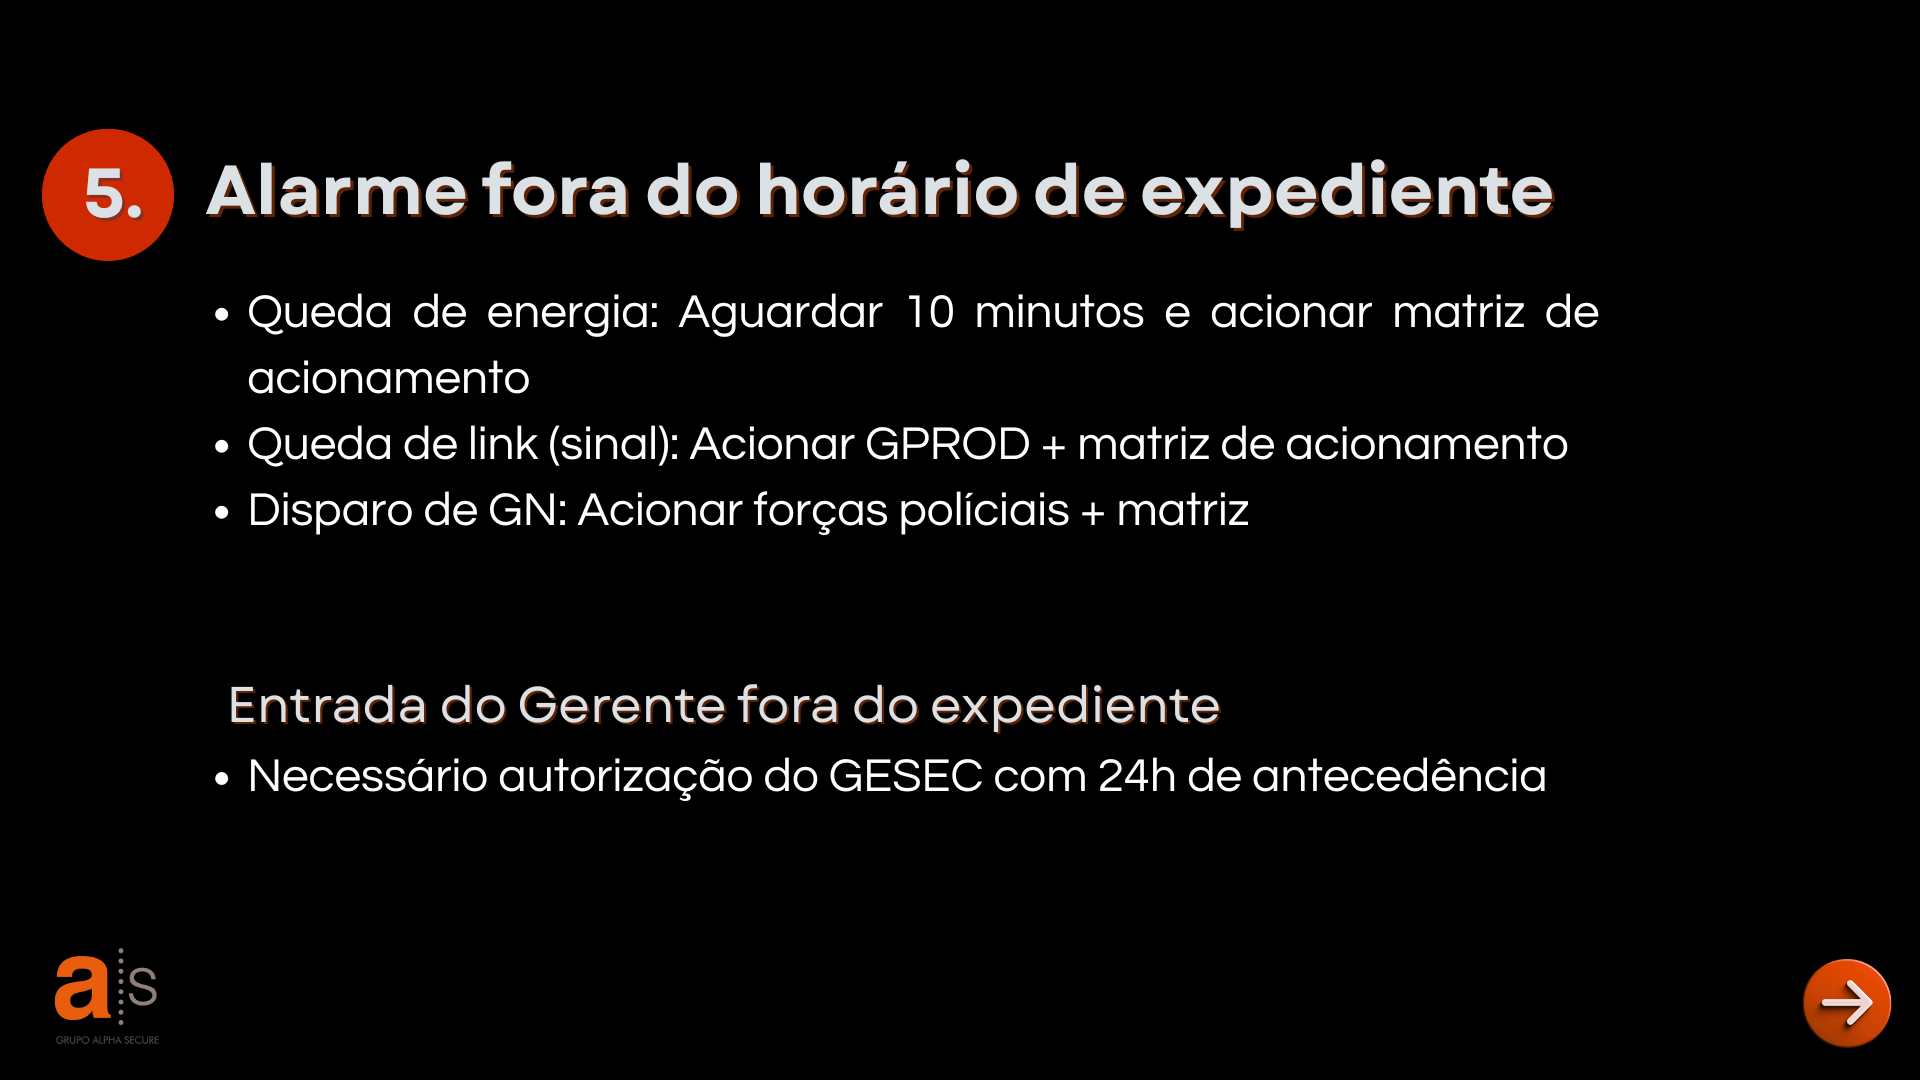 5. Alarme fora do horário de expediente
• Queda de energia: Aguardar 10 minutos e acionar matriz de
acionamento
• Queda de link (sinal): Acionar GPROD + matriz de acionamento
• Disparo de GN: Acionar forças políciais + matriz
Entrada do Gerente fora do expediente
• Necessário autorização do GESEC com 24h de antecedência
a s
GRUPO ALPHA SECURE